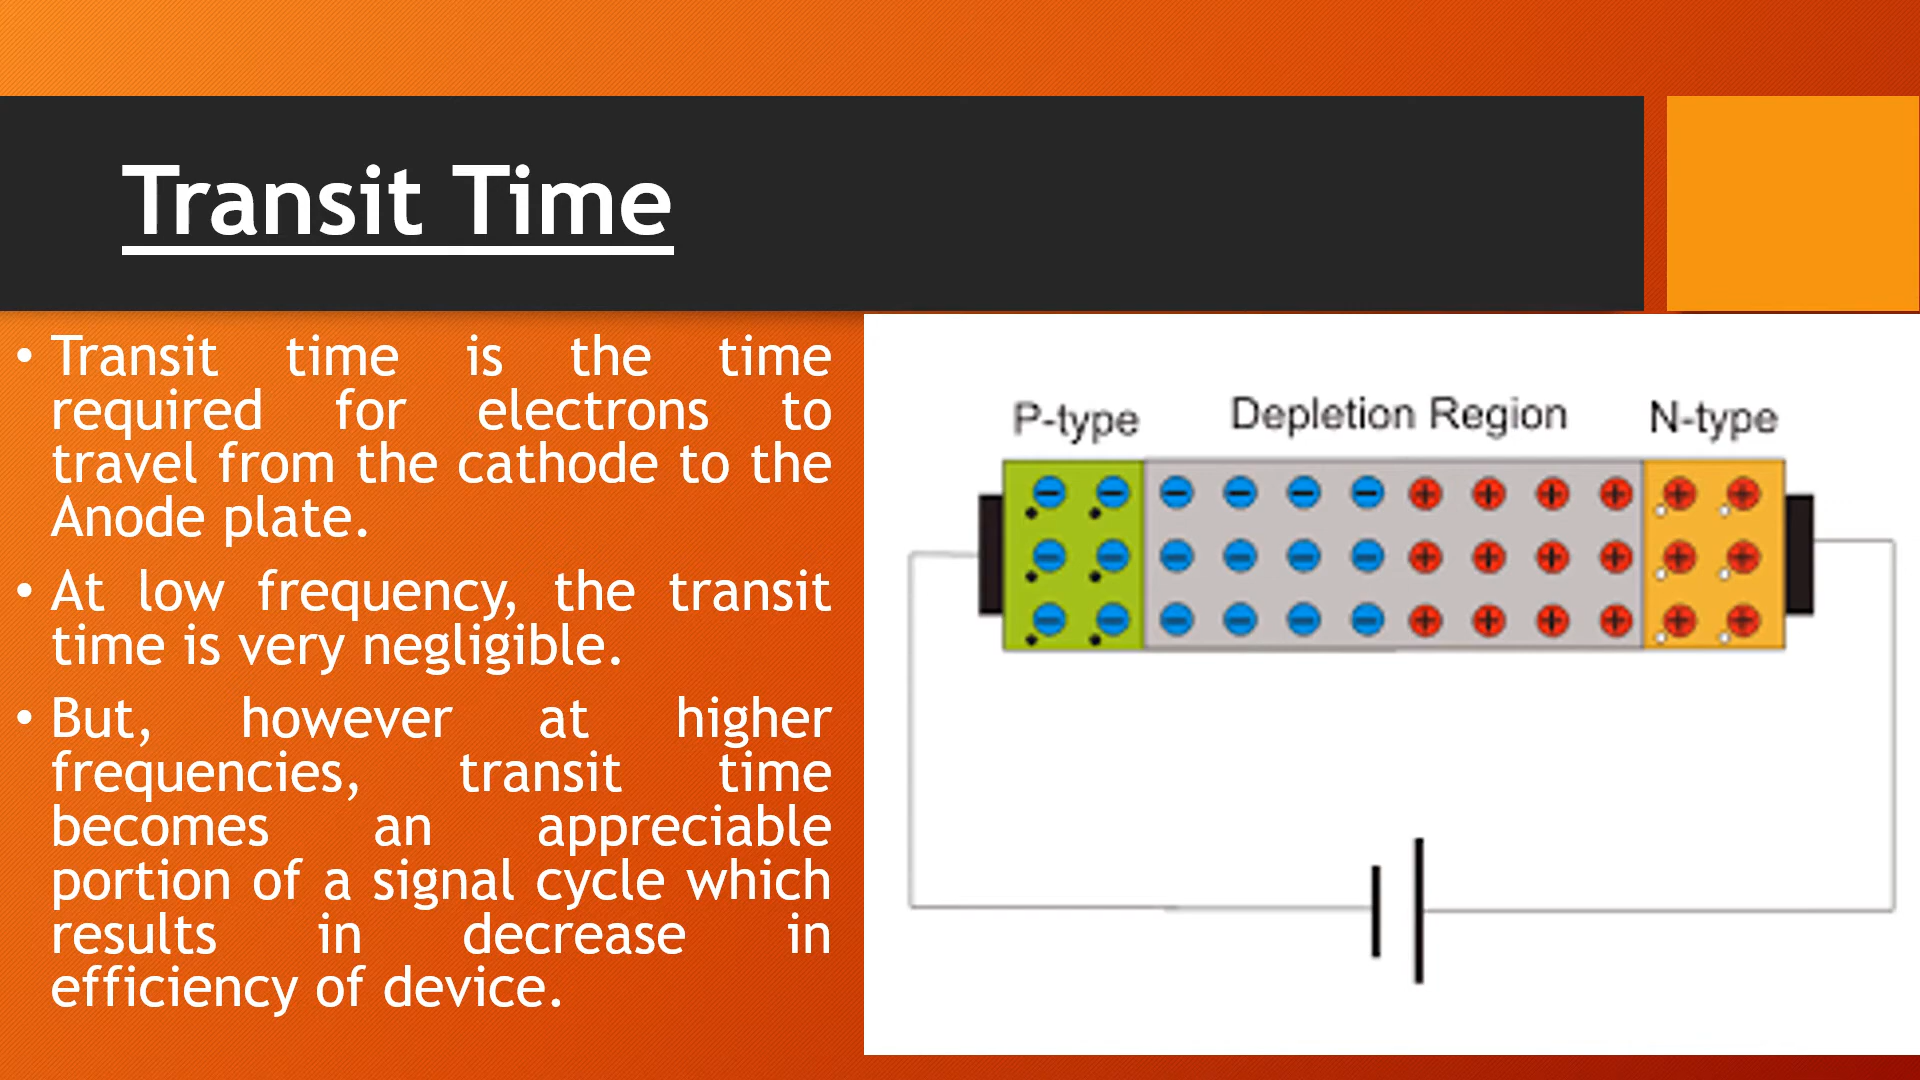 Transit Time
• Transit time is the time
required for electrons to
travel from the cathode to the
Anode plate.
• At low frequency, the transit
time is very negligible.
• But, however at higher
frequencies, transit time
becomes an appreciable
portion of a signal cycle which
results in decrease in
efficiency of device.
P-type Depletion Region N-type